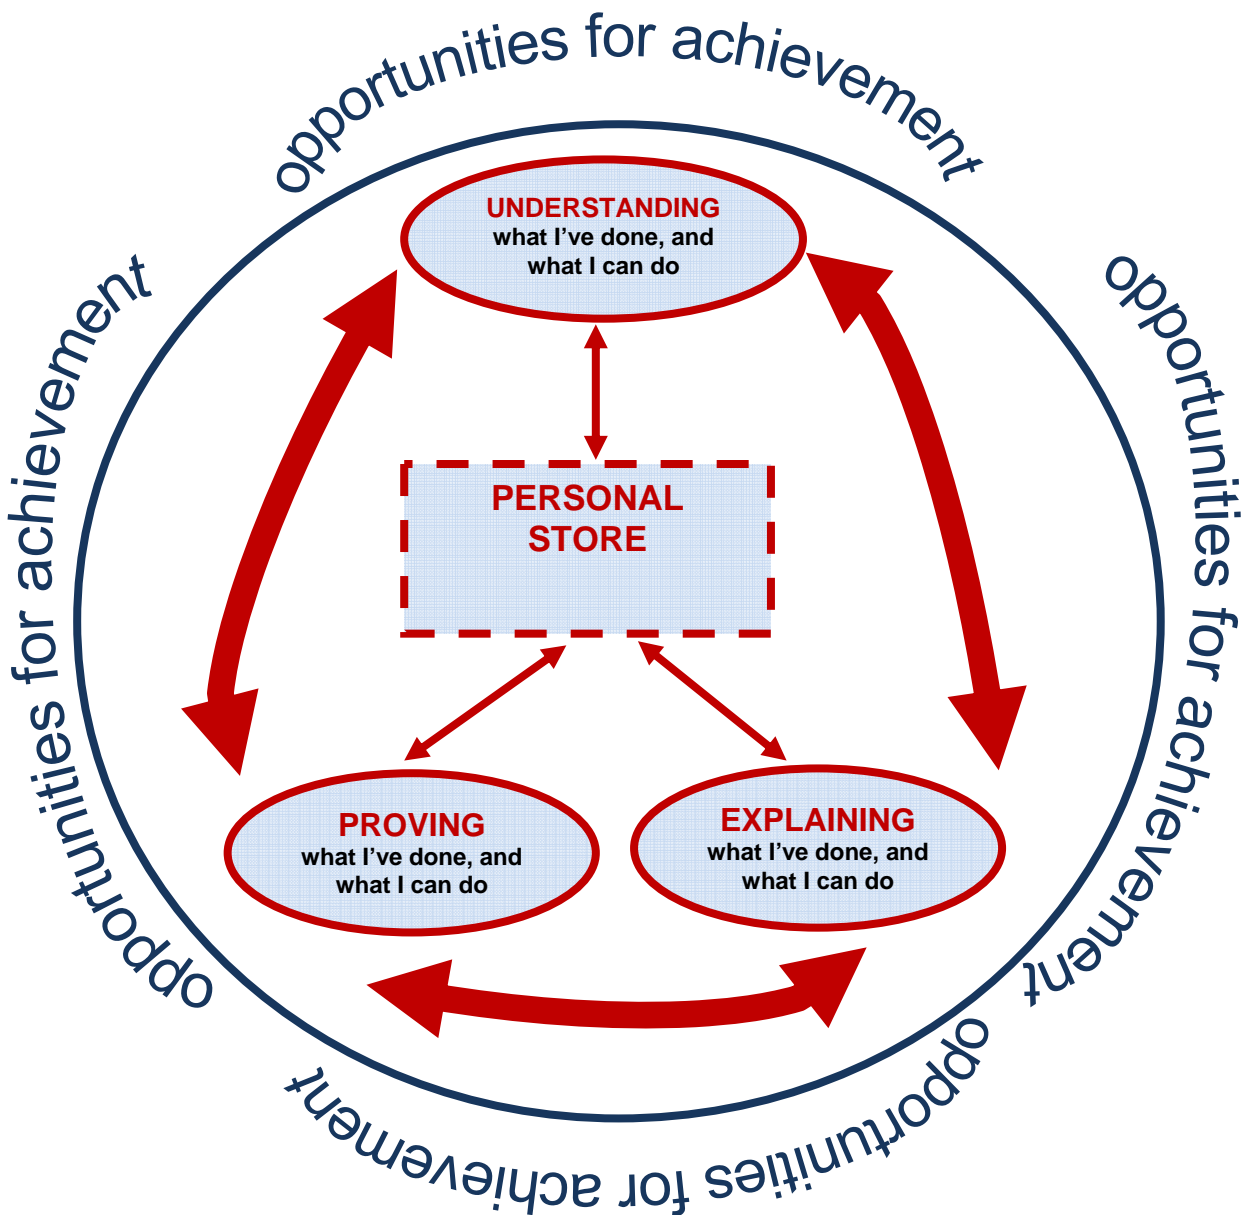 opportunities for achievement
UNDERSTANDING
what I've done, and
what I can do
opportunities for achievement
opportunities for achievement
PERSONAL
STORE
PROVING
what I've done, and
what I can do
EXPLAINING
what I've done, and
what I can do
opportunities for achievement